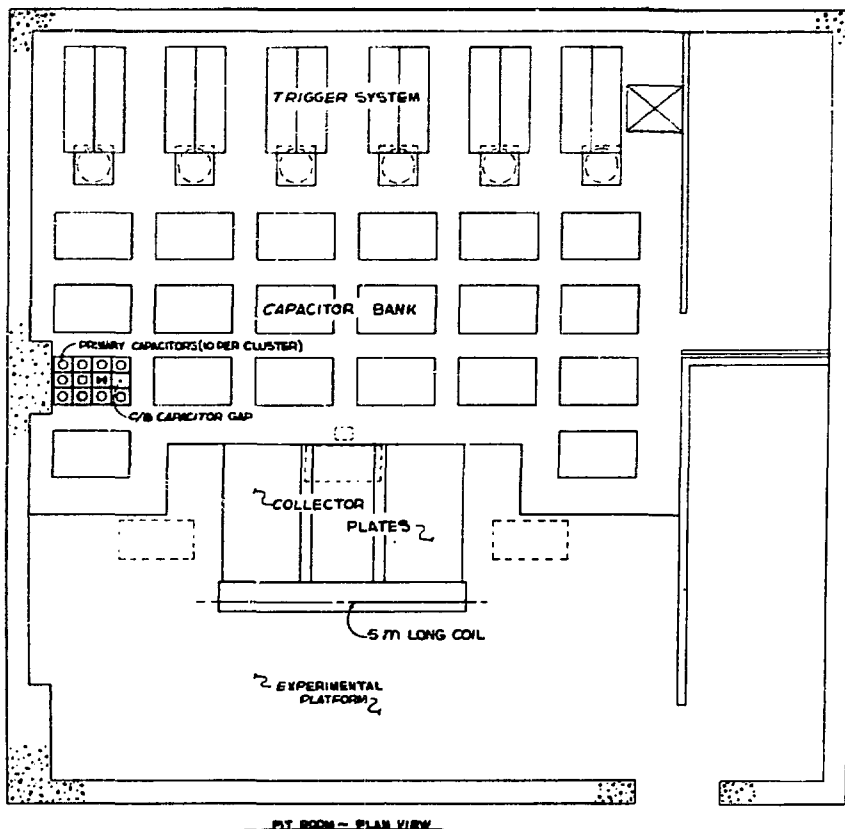 TRIGGER SYSTEM
CAPACITOR BANK
PRIMARY CAPACITORS (10 PER CLUSTER)
CAPACITOR GAP
COLLECTOR
PLATES
5 m LONG COIL
EXPERIMENTAL
PLATFORM
PIT ROOM ~ PLAN VIEW